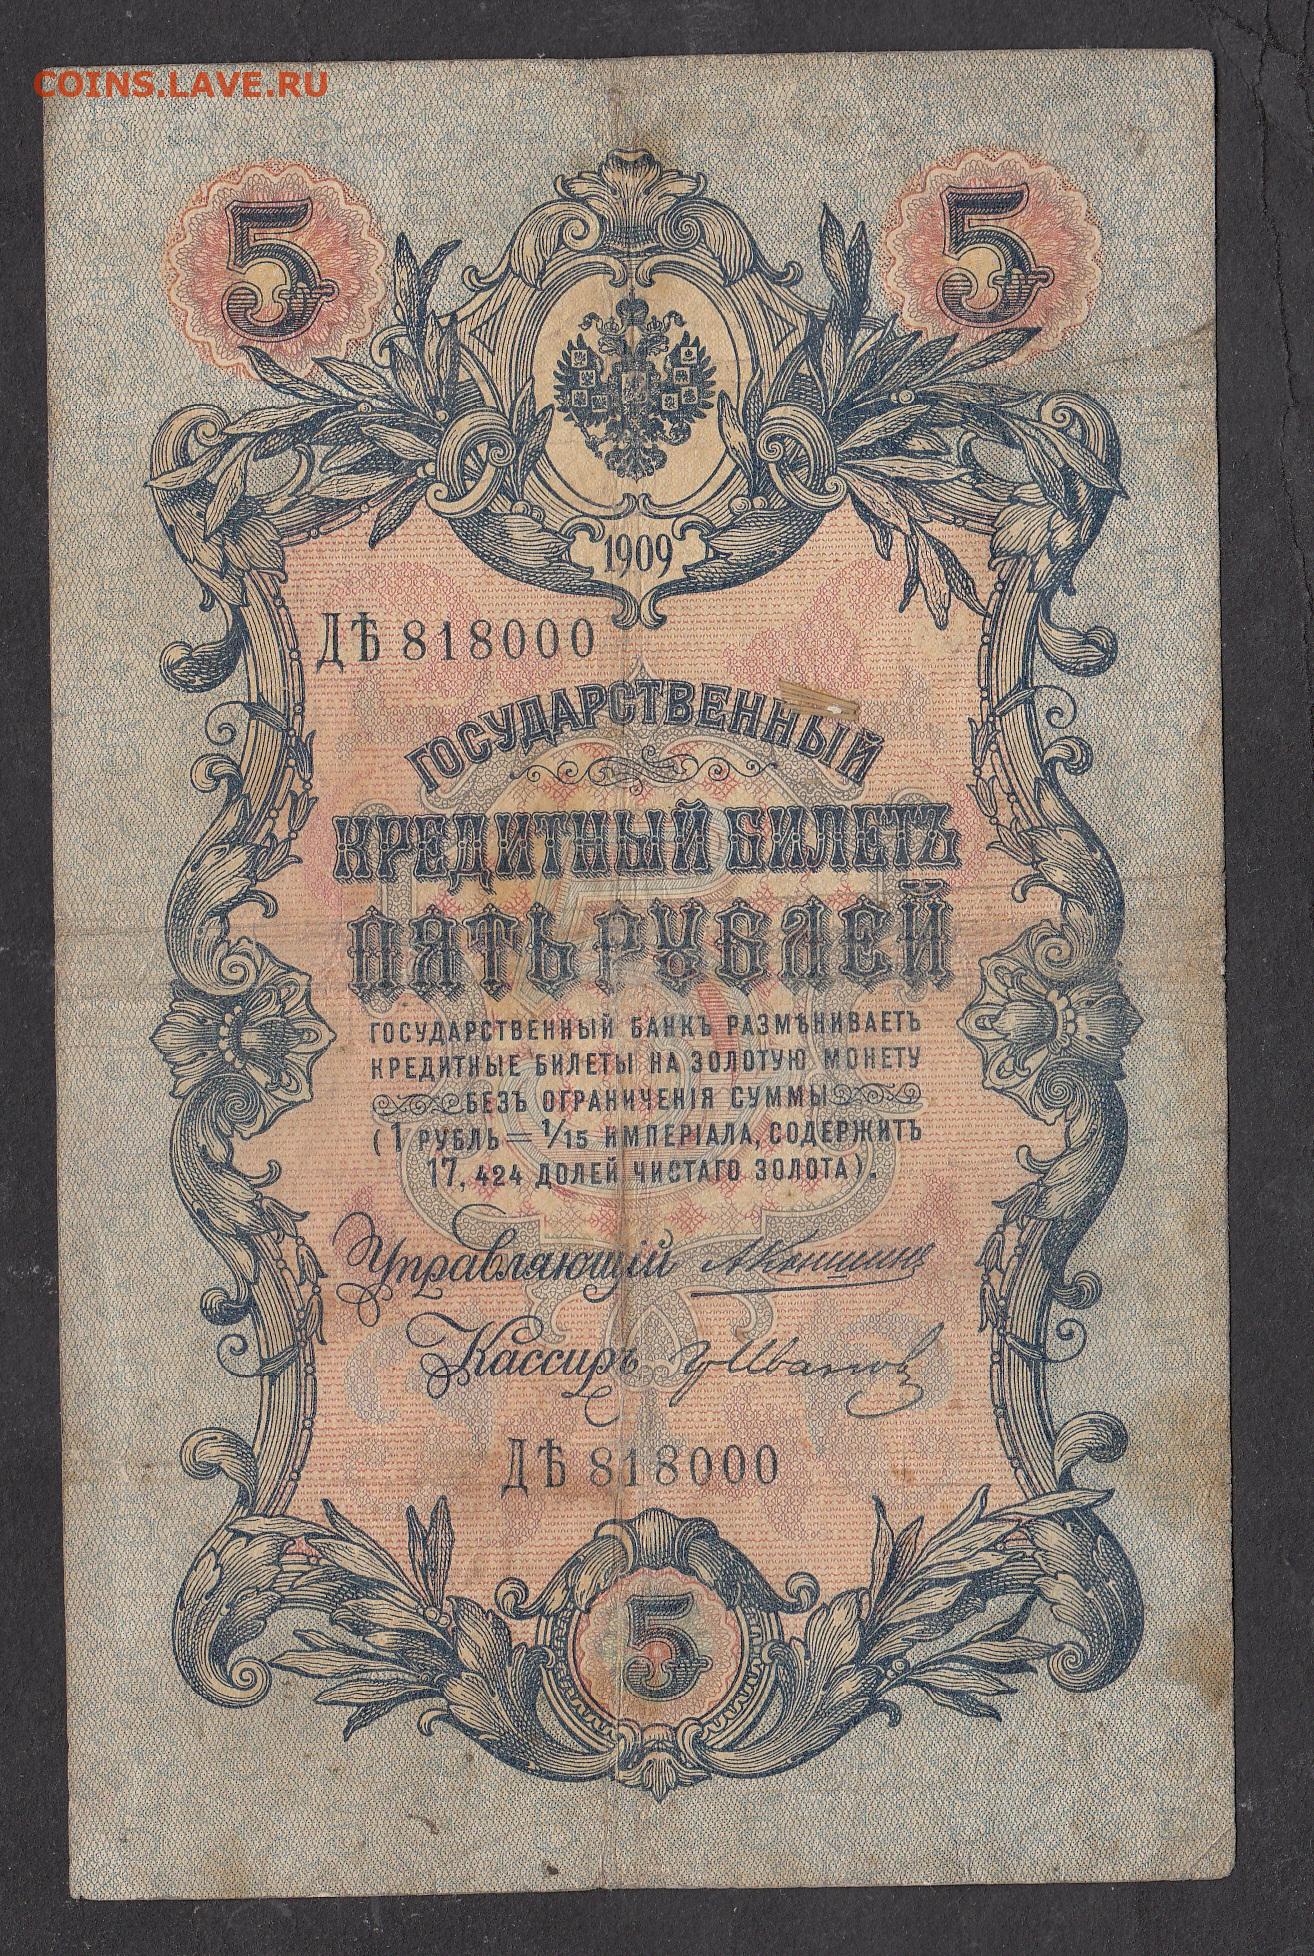 COINS.LAVE.RU
5 5
1909
ДѢ 818000
ГОСУДАРСТВЕННЫЙ
КРЕДИТНЫЙ БИЛЕТЪ
ПЯТЬ РУБЛЕЙ
ГОСУДАРСТВЕННЫЙ БАНКЪ РАЗМѢНИВАЕТЪ
КРЕДИТНЫЕ БИЛЕТЫ НА ЗОЛОТУЮ МОНЕТУ
БЕЗЪ ОГРАНИЧЕНІЯ СУММЫ
(1 РУБЛЬ = 1/15 ИМПЕРІАЛА, СОДЕРЖИТЪ
17,424 ДОЛЕЙ ЧИСТАГО ЗОЛОТА).
Управляющій АКоншинъ
Кассиръ ГрИвановъ
ДѢ 818000
5